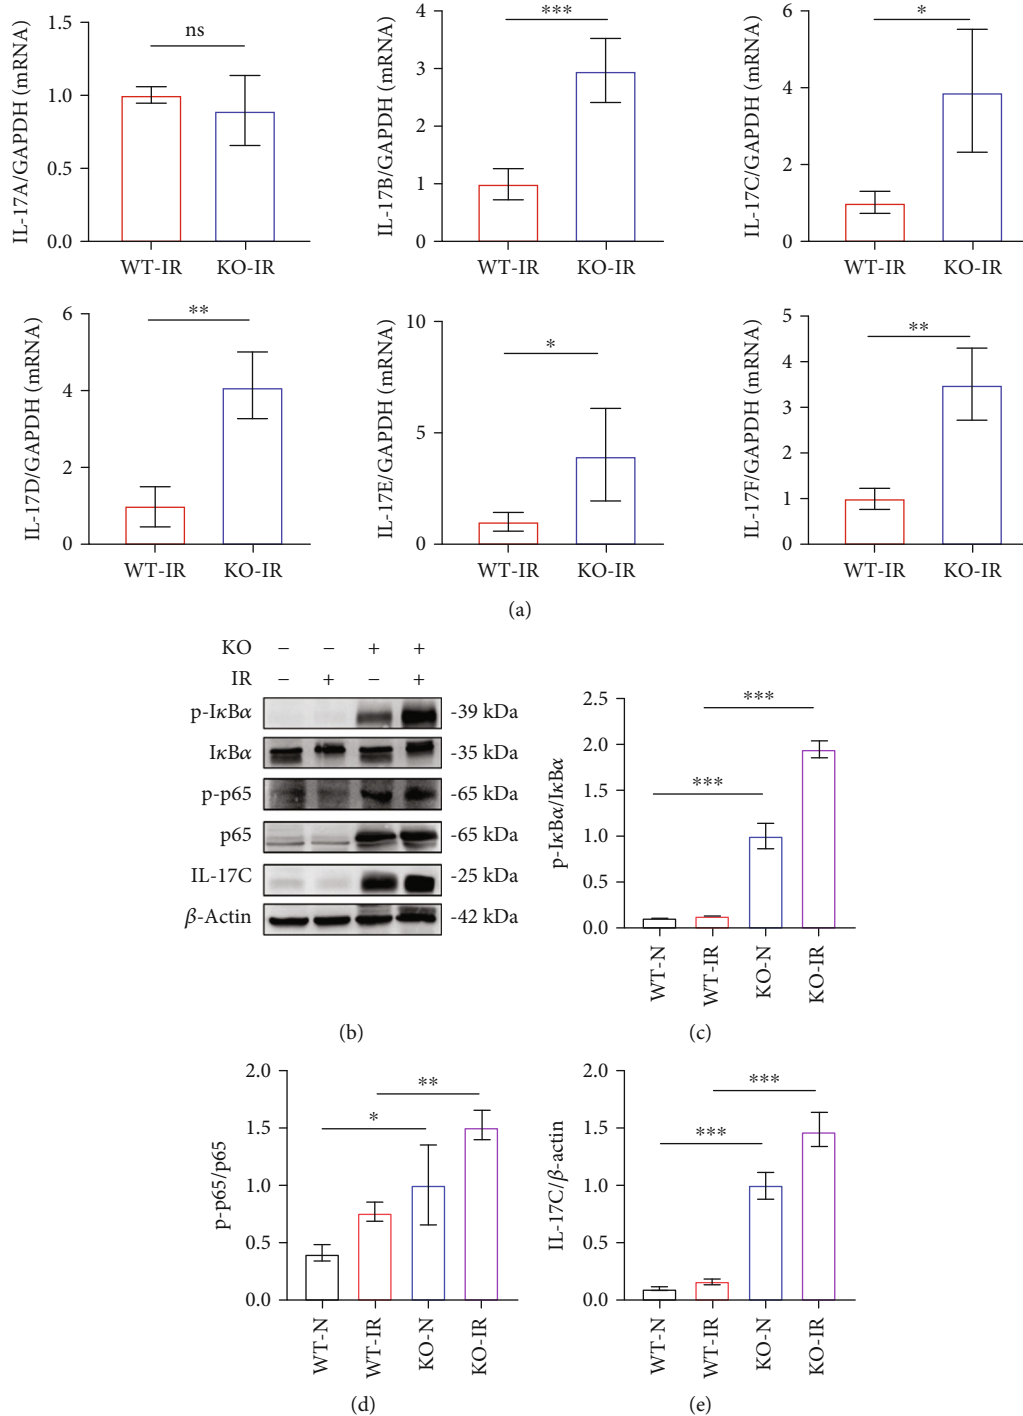 IL-17A/GAPDH (mRNA)
1.5
1.0
0.5
0.0
ns
WT-IR KO-IR
IL-17B/GAPDH (mRNA)
4
3
2
1
0
***
WT-IR KO-IR
IL-17C/GAPDH (mRNA)
6
4
2
0
*
WT-IR KO-IR
IL-17D/GAPDH (mRNA)
6
4
2
0
**
WT-IR KO-IR
IL-17E/GAPDH (mRNA)
10
5
0
*
WT-IR KO-IR
IL-17F/GAPDH (mRNA)
5
4
3
2
1
0
**
WT-IR KO-IR
(a)
KO – – + +
IR – + – +
p-IκBα -39 kDa
IκBα -35 kDa
p-p65 -65 kDa
p65 -65 kDa
IL-17C -25 kDa
β-Actin -42 kDa
(b)
p-IκBα/IκBα
2.5
2.0
1.5
1.0
0.5
0.0
***
***
WT-N WT-IR KO-N KO-IR
(c)
p-p65/p65
2.0
1.5
1.0
0.5
0.0
**
*
WT-N WT-IR KO-N KO-IR
(d)
IL-17C/β-actin
2.0
1.5
1.0
0.5
0.0
***
***
WT-N WT-IR KO-N KO-IR
(e)